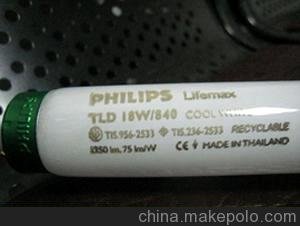 PHILIPS Lifemax
TLD 18W/840 COOL WHITE
TIS.956-2533 TIS.236-2533 RECYCLABLE
1350 lm, 75 lm/W CE MADE IN THAILAND
china.makepolo.com